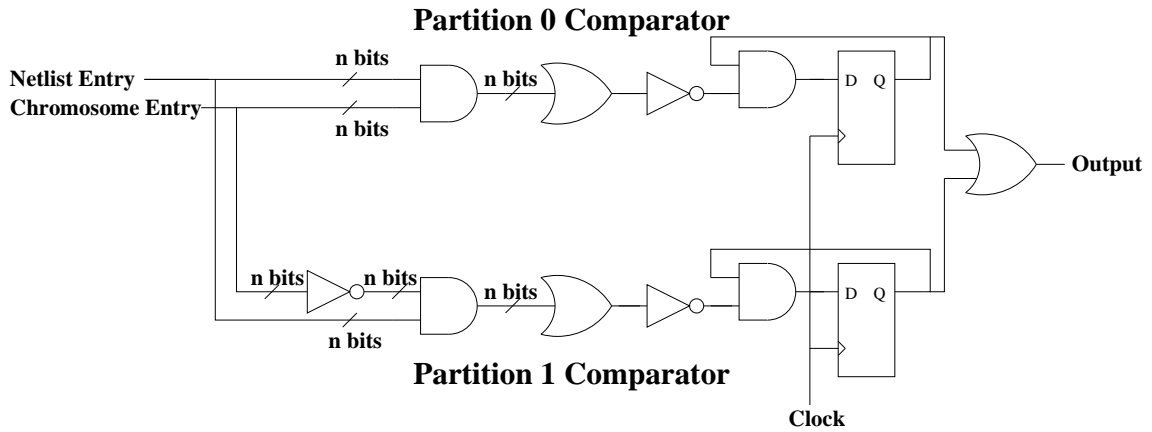 Partition 0 Comparator
n bits
Netlist Entry
n bits
D Q
Chromosome Entry
n bits
Output
n bits
n bits
n bits
D Q
n bits
Partition 1 Comparator
Clock